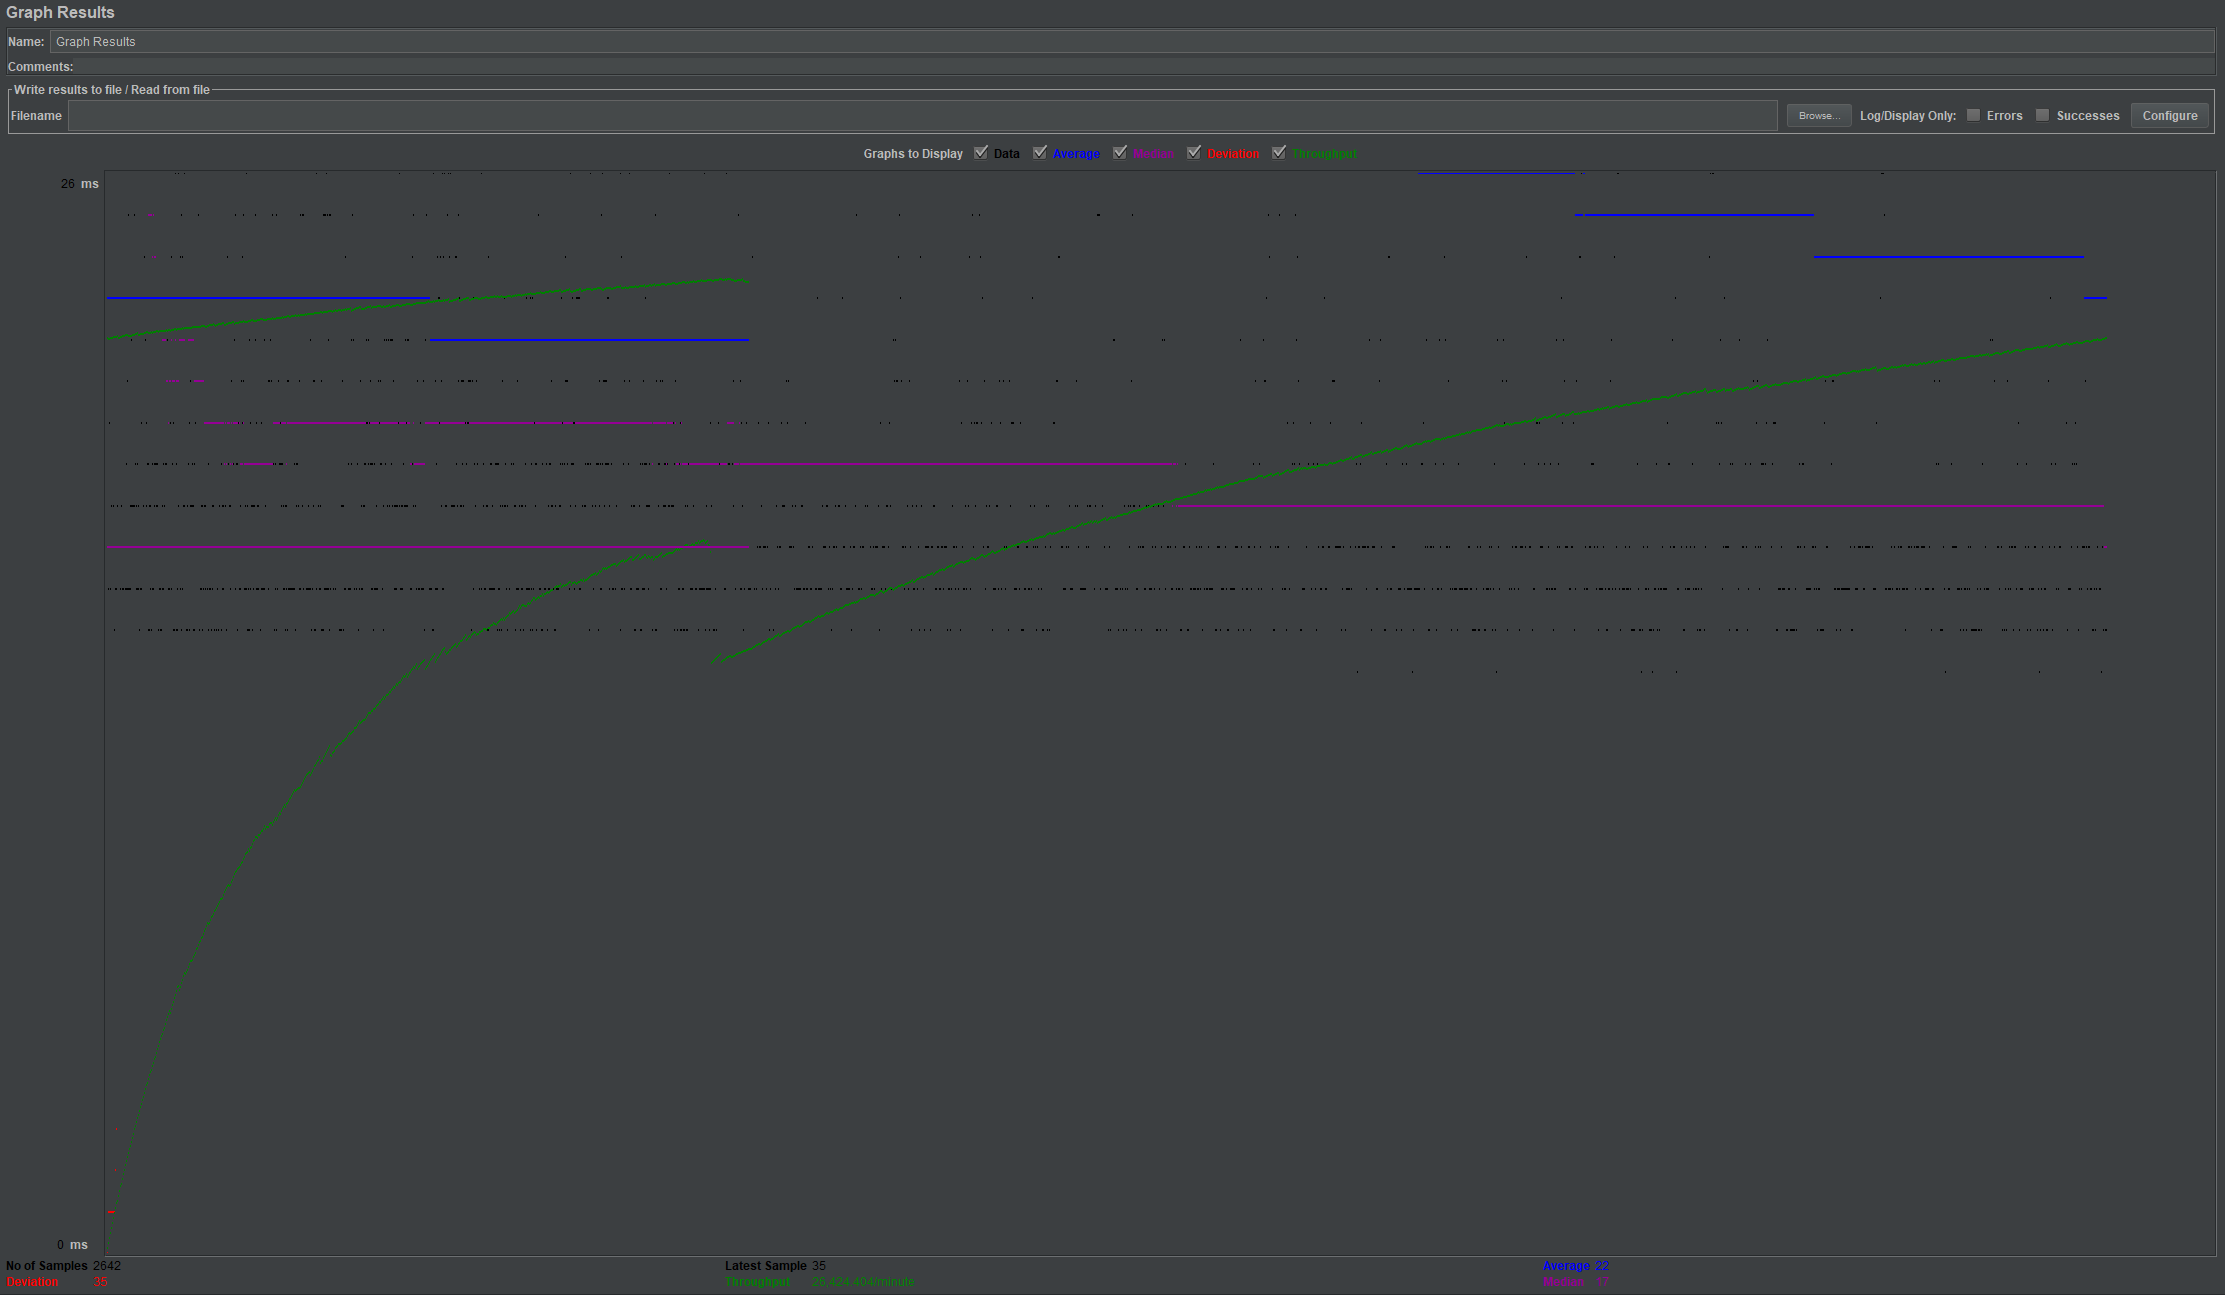 Graph Results
Name: Graph Results
Comments:
Write results to file / Read from file
Filename Browse... Log/Display Only: Errors Successes Configure
Graphs to Display Data Average Median Deviation Throughput
26 ms
0 ms
No of Samples 2642 Latest Sample 35 Average 22
Deviation 35 Throughput 26,424.404/minute Median 17